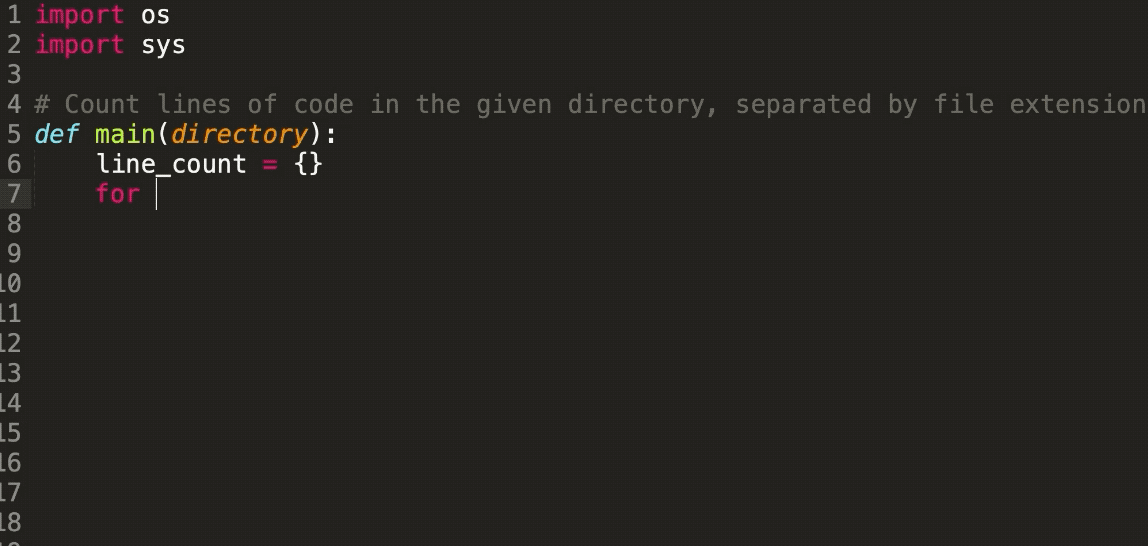 1 import os
2 import sys
3
4 # Count lines of code in the given directory, separated by file extension
5 def main(directory):
6     line_count = {}
7     for
8
9
10
11
12
13
14
15
16
17
18